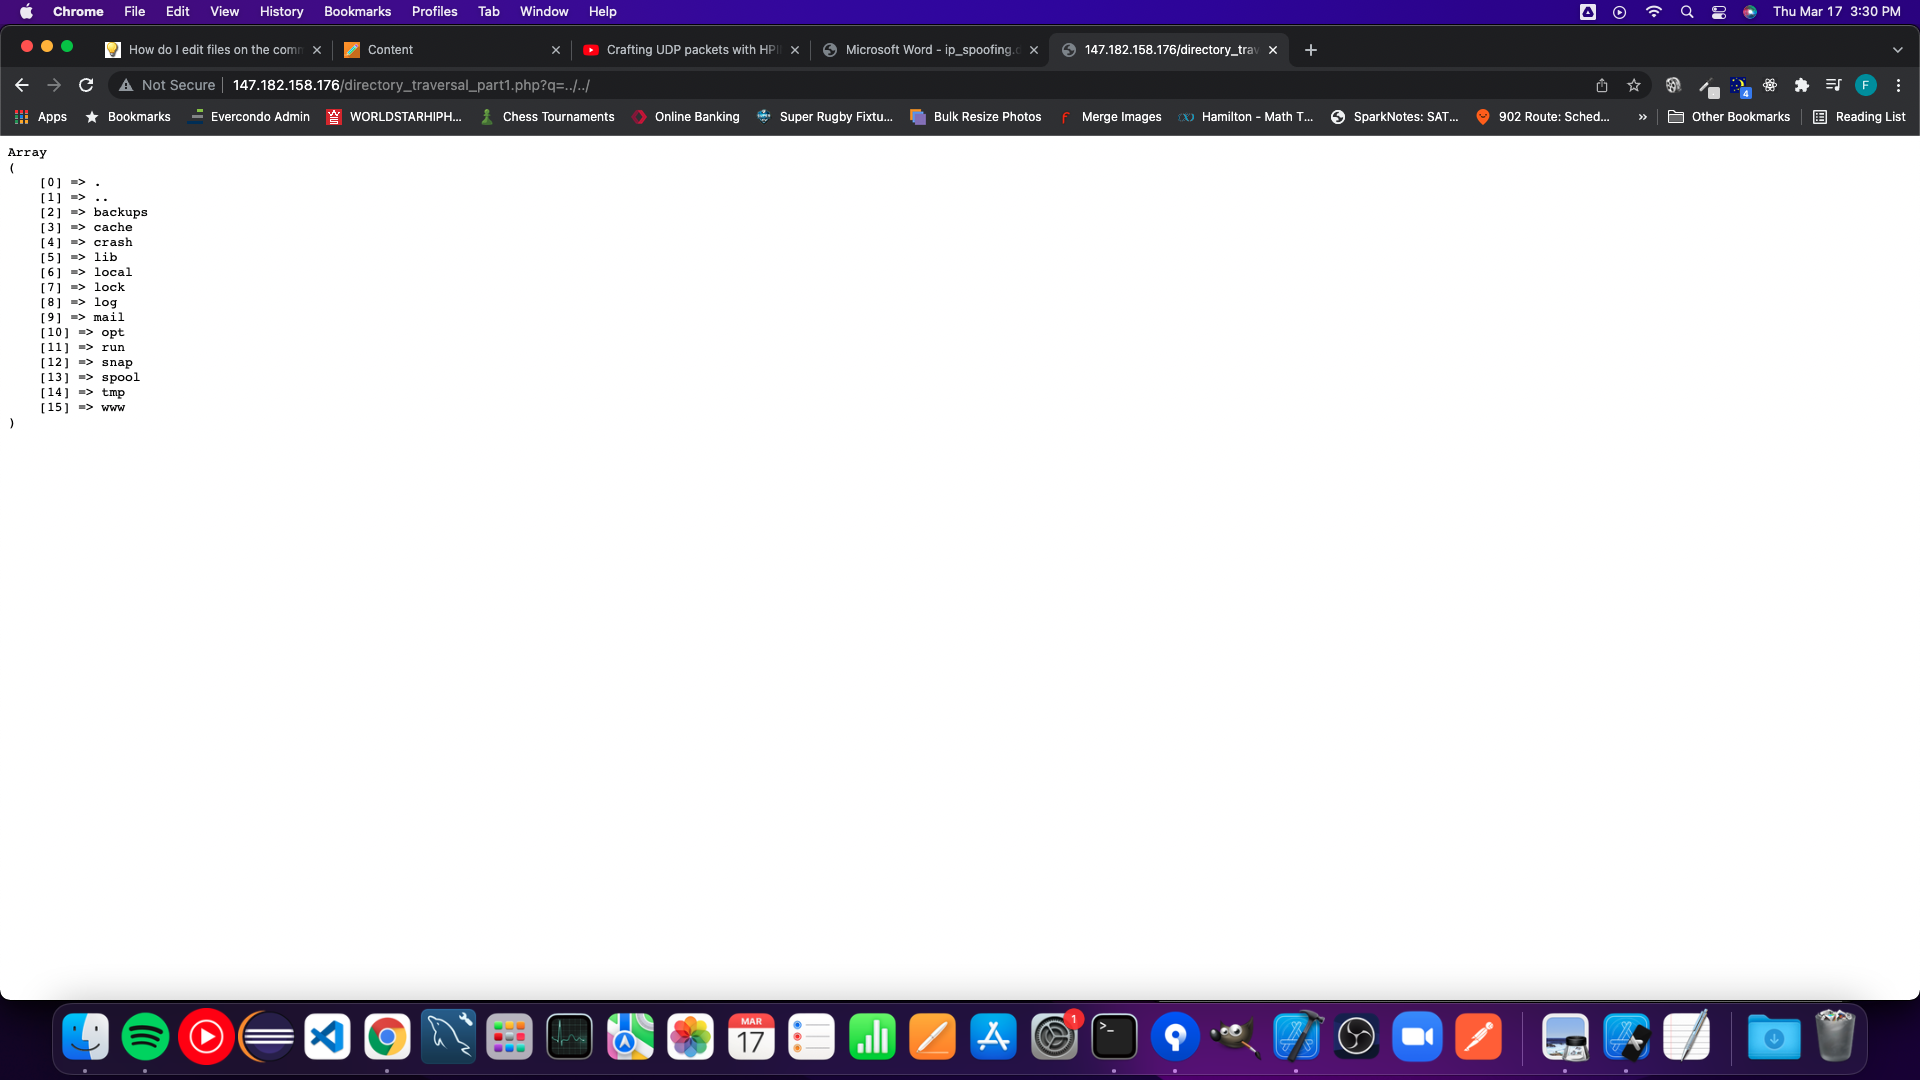 Chrome File Edit View History Bookmarks Profiles Tab Window Help Thu Mar 17 3:30 PM
How do I edit files on the comm Content Crafting UDP packets with HPI Microsoft Word - ip_spoofing.d 147.182.158.176/directory_trav
Not Secure 147.182.158.176/directory_traversal_part1.php?q=../../ 4 F
Apps Bookmarks Evercondo Admin WORLDSTARHIPH... Chess Tournaments Online Banking Super Rugby Fixtu... Bulk Resize Photos Merge Images Hamilton - Math T... SparkNotes: SAT... 902 Route: Sched... » Other Bookmarks Reading List
Array
(
[0] => .
[1] => ..
[2] => backups
[3] => cache
[4] => crash
[5] => lib
[6] => local
[7] => lock
[8] => log
[9] => mail
[10] => opt
[11] => run
[12] => snap
[13] => spool
[14] => tmp
[15] => www
)
MAR
17
1
>_